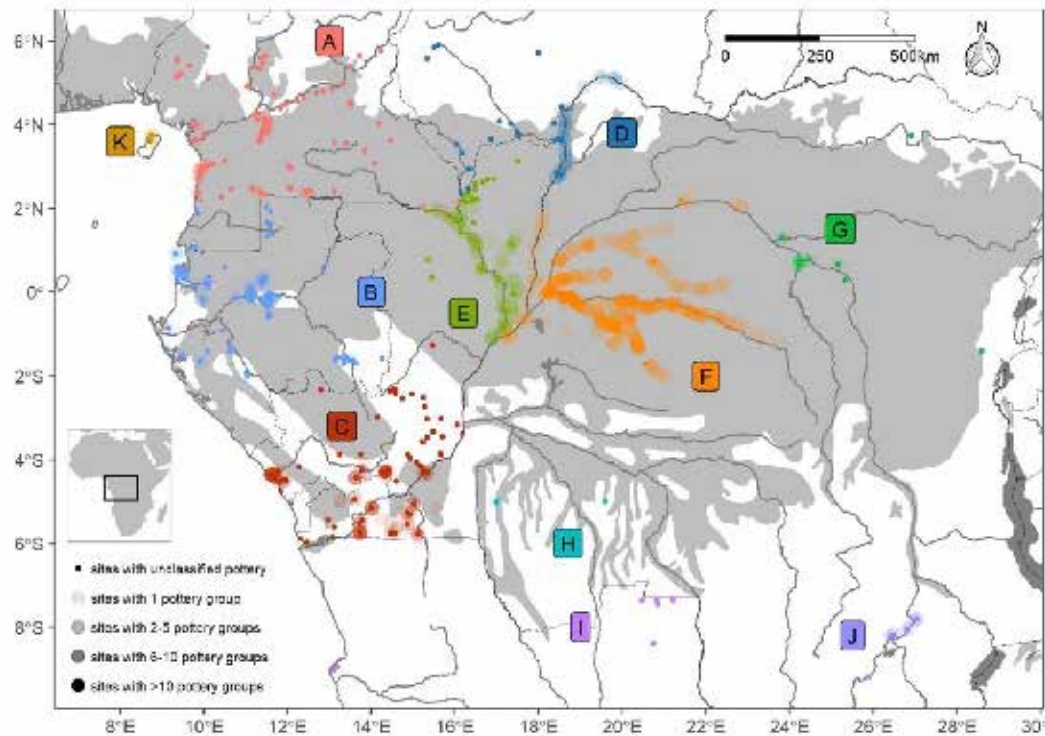 6°N
4°N
2°N
0°
2°S
4°S
6°S
8°S
A
K
D
G
B
E
F
C
H
I
J
N
0 250 500km
sites with unclassified pottery
sites with 1 pottery group
sites with 2-5 pottery groups
sites with 6-10 pottery groups
sites with >10 pottery groups
8°E 10°E 12°E 14°E 16°E 18°E 20°E 22°E 24°E 26°E 28°E 30°E